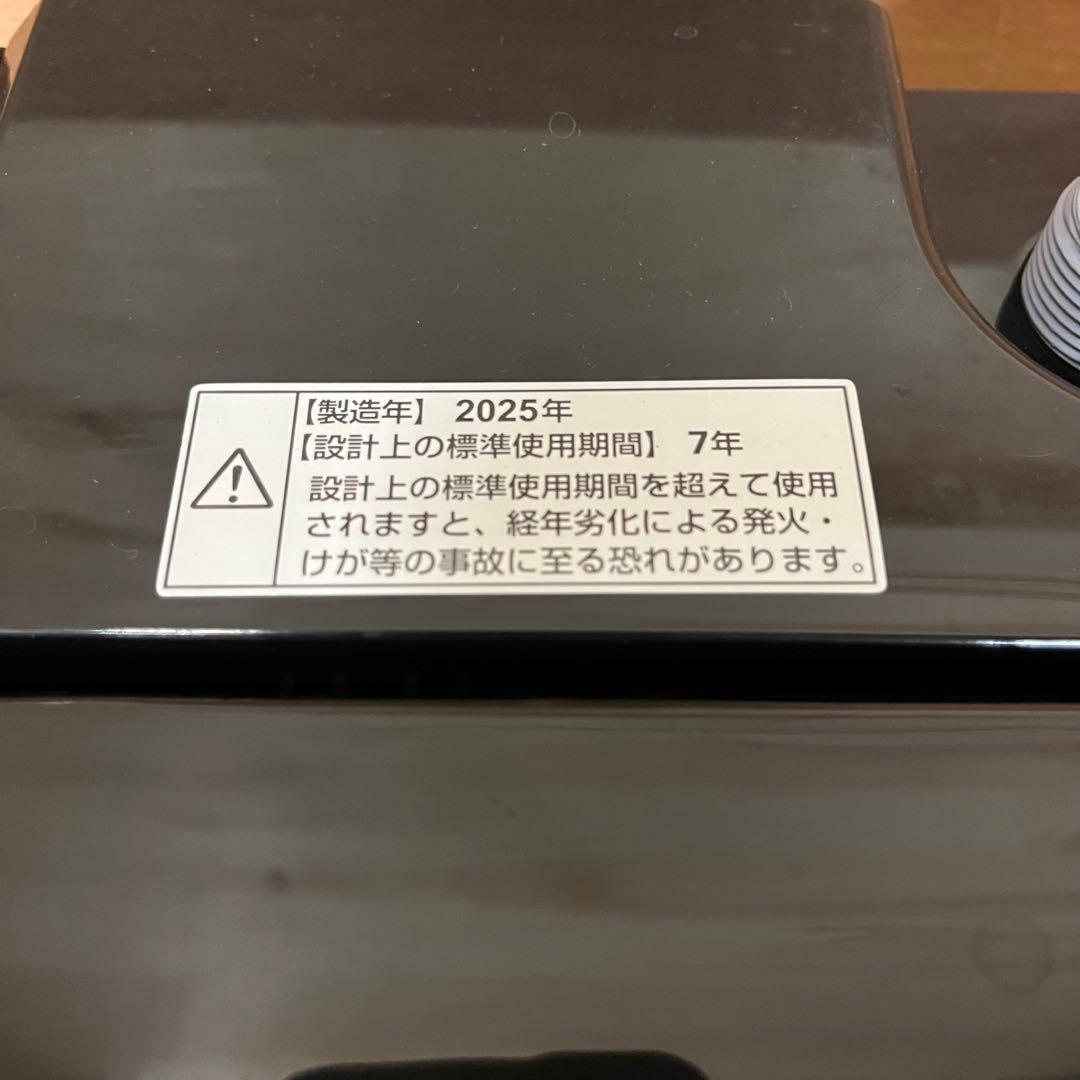 【製造年】 2025年
【設計上の標準使用期間】 7年
設計上の標準使用期間を超えて使用
されますと、経年劣化による発火・
けが等の事故に至る恐れがあります。